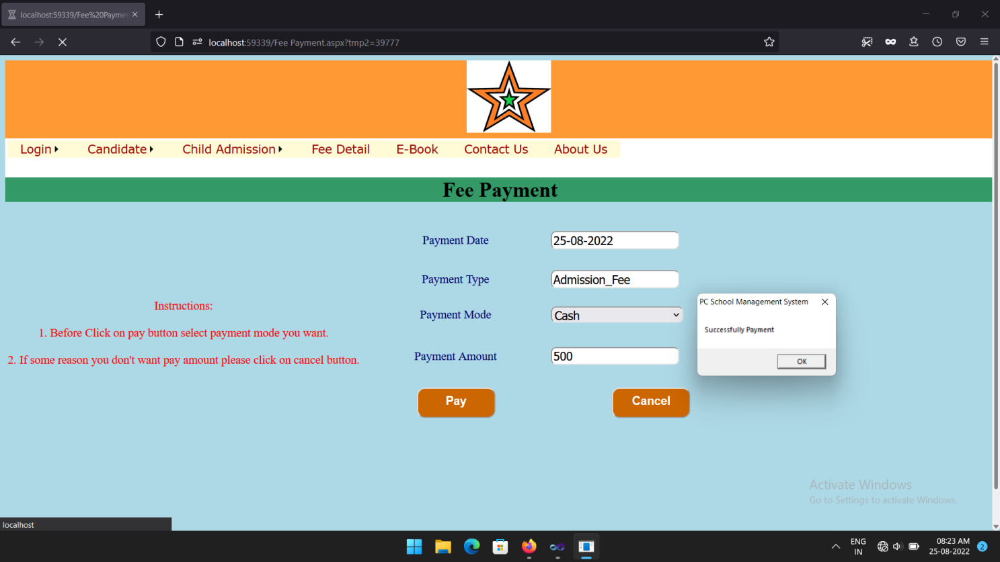 localhost:59339/Fee%20Paymen
localhost:59339/Fee Payment.aspx?tmp2=39777
Login Candidate Child Admission Fee Detail E-Book Contact Us About Us
Fee Payment
Payment Date 25-08-2022
Payment Type Admission_Fee
Instructions:
1. Before Click on pay button select payment mode you want.
2. If some reason you don't want pay amount please click on cancel button.
Payment Mode Cash
Payment Amount 500
Pay Cancel
PC School Management System
Successfully Payment
OK
Activate Windows
Go to Settings to activate Windows.
localhost
ENG
IN
08:23 AM
25-08-2022
2